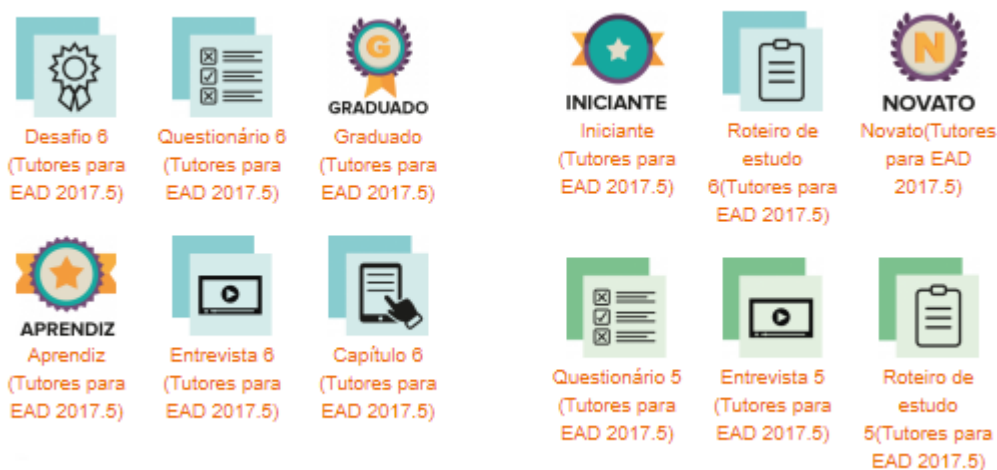 Desafio 6
(Tutores para
EAD 2017.5)
Questionário 6
(Tutores para
EAD 2017.5)
G
GRADUADO
Graduado
(Tutores para
EAD 2017.5)
INICIANTE
Iniciante
(Tutores para
EAD 2017.5)
Roteiro de
estudo
6(Tutores para
EAD 2017.5)
N
NOVATO
Novato(Tutores
para EAD
2017.5)
APRENDIZ
Aprendiz
(Tutores para
EAD 2017.5)
Entrevista 6
(Tutores para
EAD 2017.5)
Capítulo 6
(Tutores para
EAD 2017.5)
Questionário 5
(Tutores para
EAD 2017.5)
Entrevista 5
(Tutores para
EAD 2017.5)
Roteiro de
estudo
5(Tutores para
EAD 2017.5)